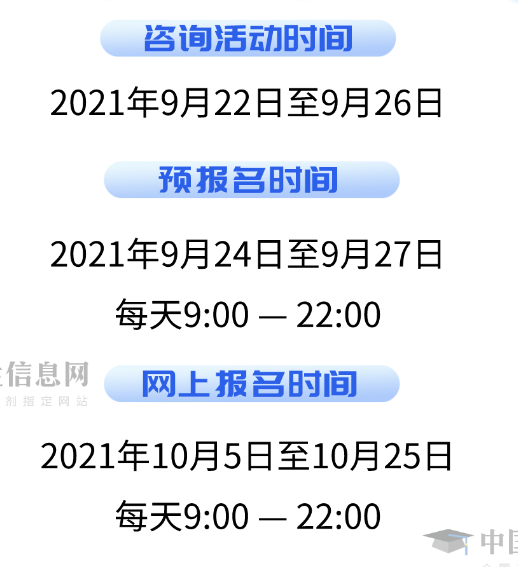 咨询活动时间
2021年9月22日至9月26日
预报名时间
2021年9月24日至9月27日
每天9:00 — 22:00
信息网
网上报名时间
指定网站
2021年10月5日至10月25日
每天9:00 — 22:00
中国